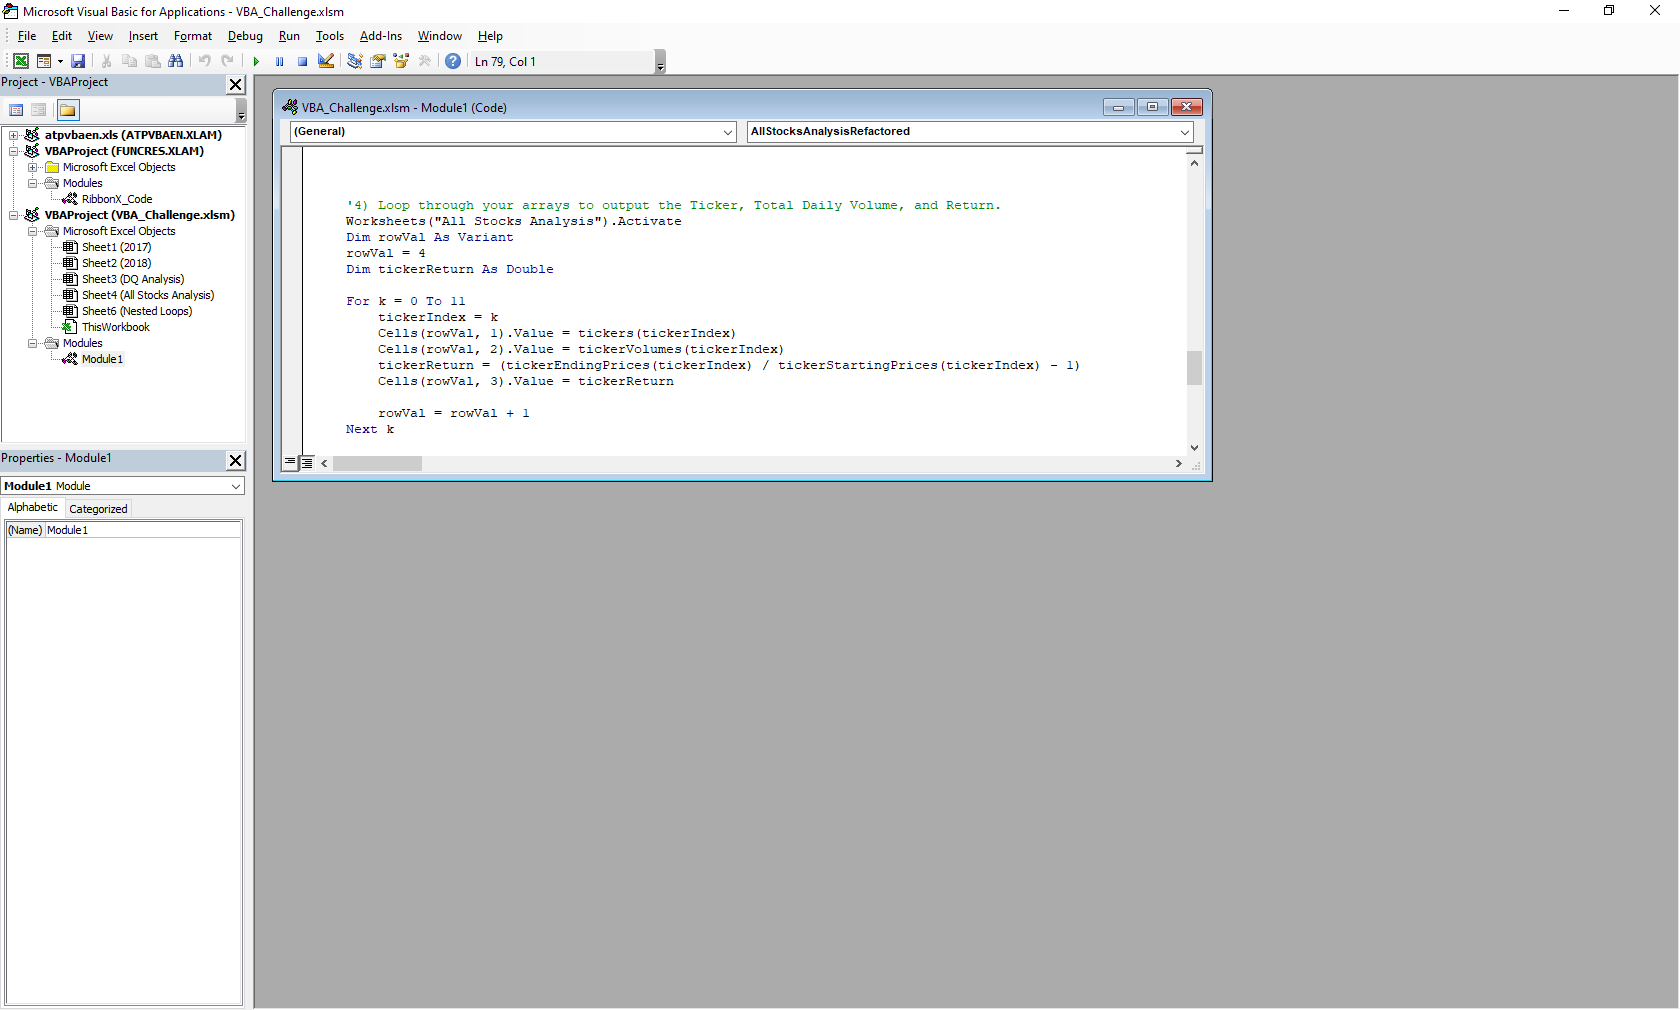 Microsoft Visual Basic for Applications - VBA_Challenge.xlsm
File Edit View Insert Format Debug Run Tools Add-Ins Window Help
Ln 79, Col 1
Project - VBAProject
atpvbaen.xls (ATPVBAEN.XLAM)
VBAProject (FUNCRES.XLAM)
Microsoft Excel Objects
Modules
RibbonX_Code
VBAProject (VBA_Challenge.xlsm)
Microsoft Excel Objects
Sheet1 (2017)
Sheet2 (2018)
Sheet3 (DQ Analysis)
Sheet4 (All Stocks Analysis)
Sheet6 (Nested Loops)
ThisWorkbook
Modules
Module1
Properties - Module1
Module1 Module
Alphabetic Categorized
(Name) Module1
VBA_Challenge.xlsm - Module1 (Code)
(General) AllStocksAnalysisRefactored
'4) Loop through your arrays to output the Ticker, Total Daily Volume, and Return.
Worksheets("All Stocks Analysis").Activate
Dim rowVal As Variant
rowVal = 4
Dim tickerReturn As Double
For k = 0 To 11
tickerIndex = k
Cells(rowVal, 1).Value = tickers(tickerIndex)
Cells(rowVal, 2).Value = tickerVolumes(tickerIndex)
tickerReturn = (tickerEndingPrices(tickerIndex) / tickerStartingPrices(tickerIndex) - 1)
Cells(rowVal, 3).Value = tickerReturn
rowVal = rowVal + 1
Next k